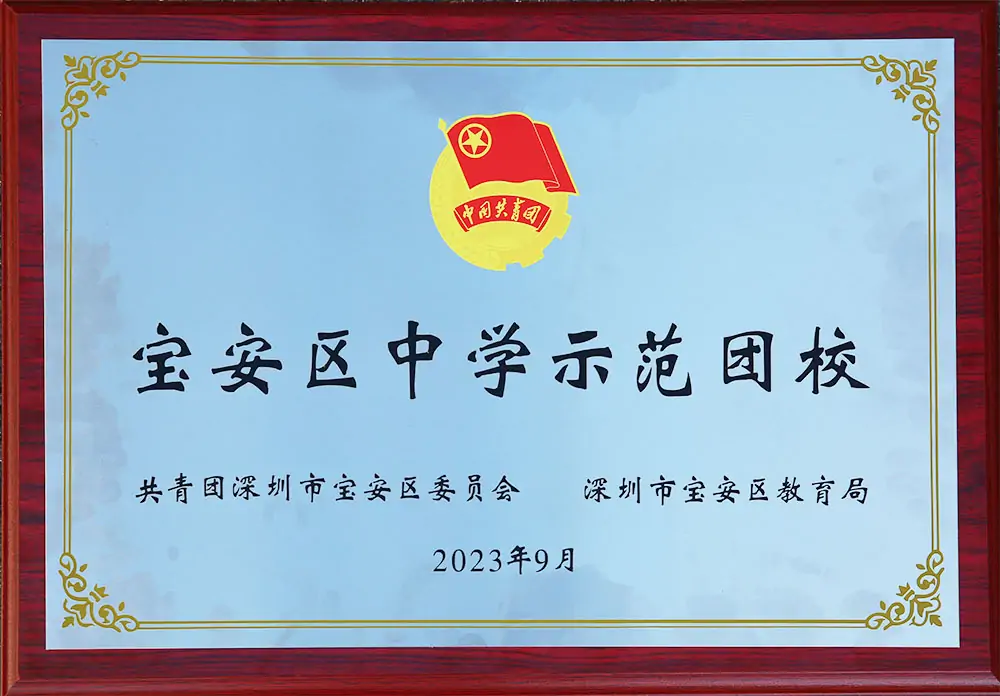 中国共青团
宝安区中学示范团校
共青团深圳市宝安区委员会 深圳市宝安区教育局
2023年9月